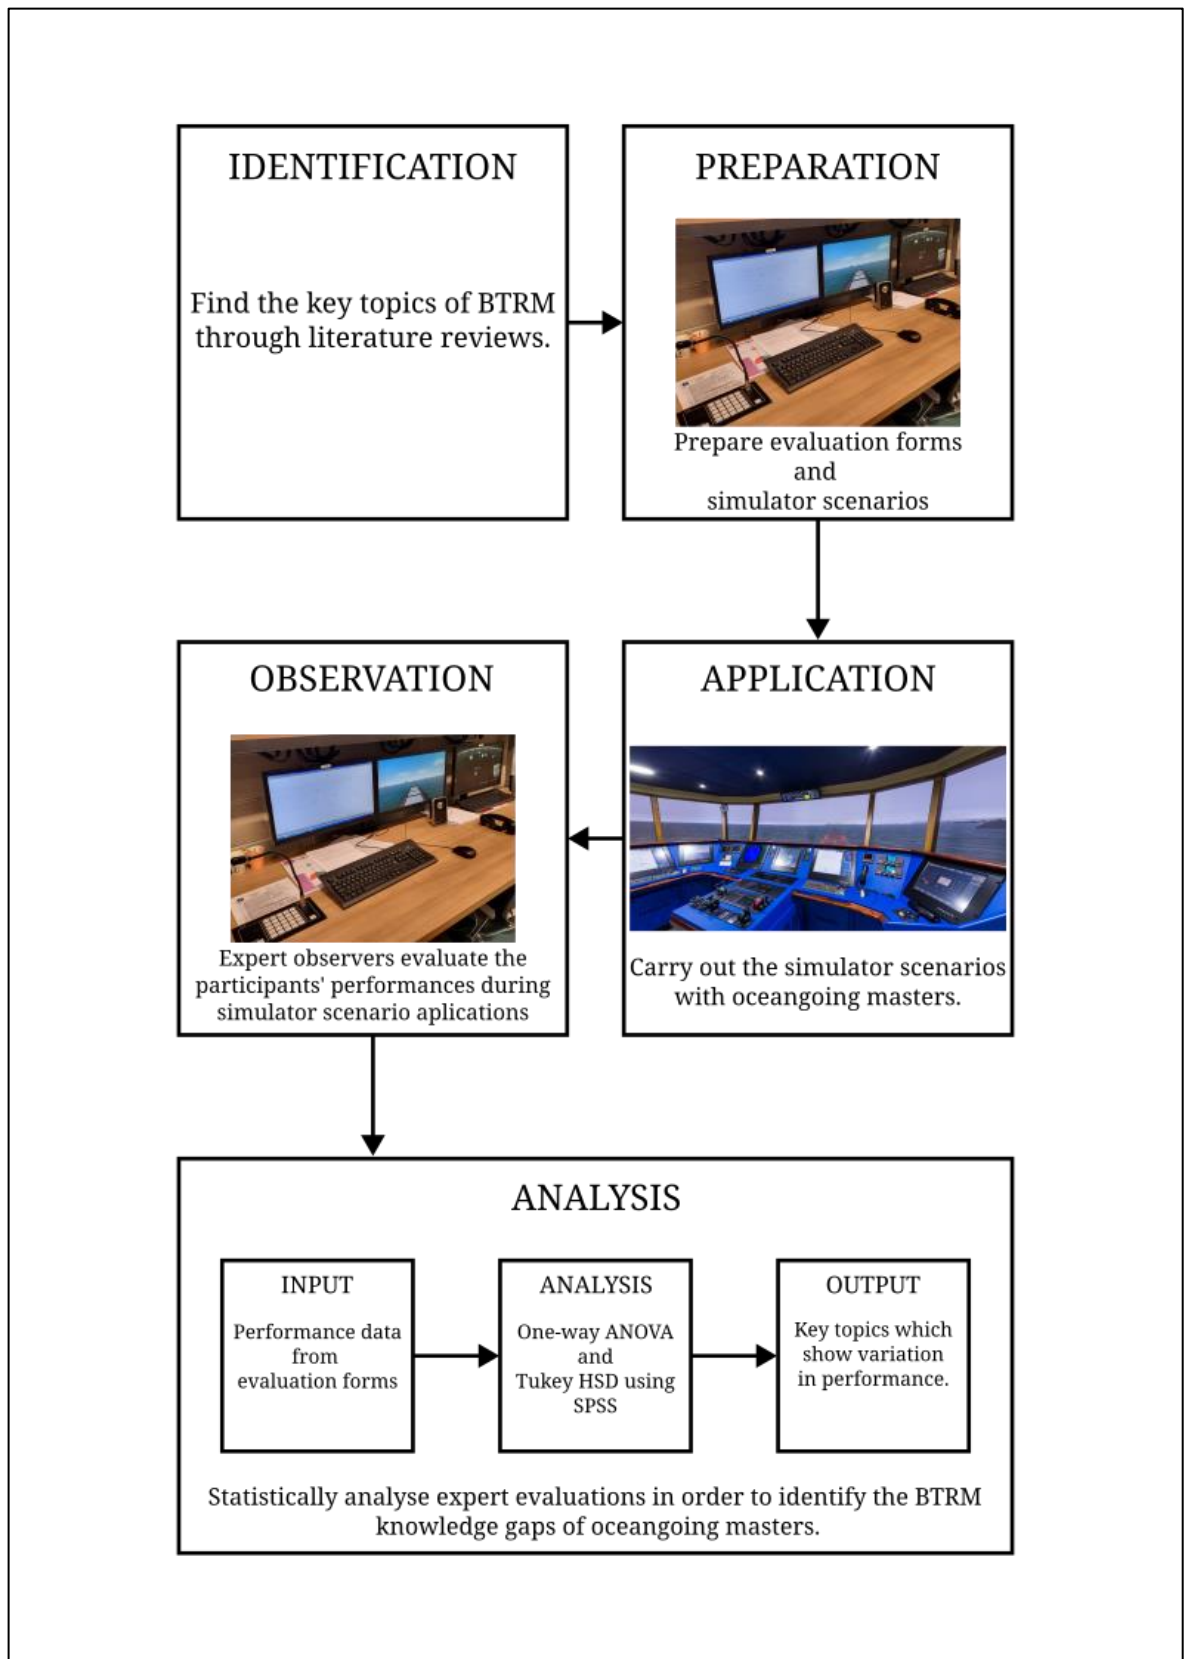 IDENTIFICATION
Find the key topics of BTRM
through literature reviews.
PREPARATION
Prepare evaluation forms
and
simulator scenarios
OBSERVATION
Expert observers evaluate the
participants' performances during
simulator scenario aplications
APPLICATION
Carry out the simulator scenarios
with oceangoing masters.
ANALYSIS
INPUT
Performance data
from
evaluation forms
ANALYSIS
One-way ANOVA
and
Tukey HSD using
SPSS
OUTPUT
Key topics which
show variation
in performance.
Statistically analyse expert evaluations in order to identify the BTRM
knowledge gaps of oceangoing masters.